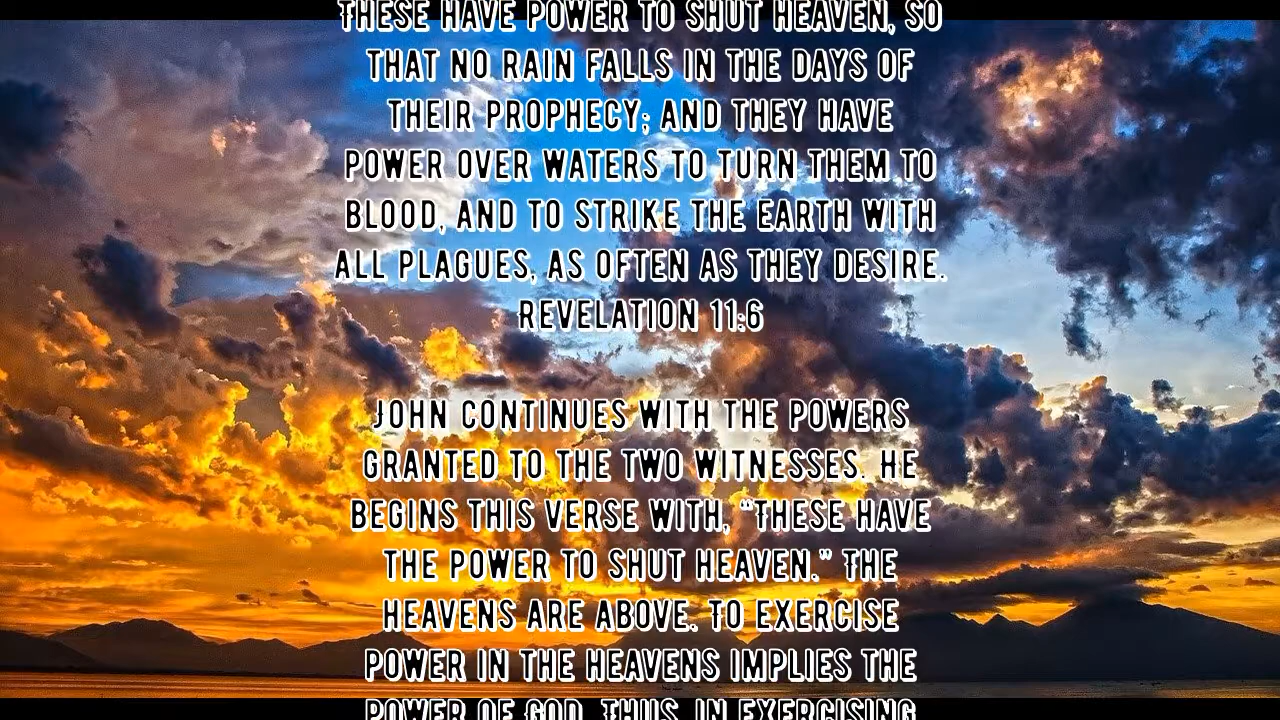 THESE HAVE POWER TO SHUT HEAVEN, SO
THAT NO RAIN FALLS IN THE DAYS OF
THEIR PROPHECY; AND THEY HAVE
POWER OVER WATERS TO TURN THEM TO
BLOOD, AND TO STRIKE THE EARTH WITH
ALL PLAGUES, AS OFTEN AS THEY DESIRE.
REVELATION 11:6
JOHN CONTINUES WITH THE POWERS
GRANTED TO THE TWO WITNESSES. HE
BEGINS THIS VERSE WITH, “THESE HAVE
THE POWER TO SHUT HEAVEN.” THE
HEAVENS ARE ABOVE. TO EXERCISE
POWER IN THE HEAVENS IMPLIES THE
POWER OF GOD. THUS, IN EXERCISING